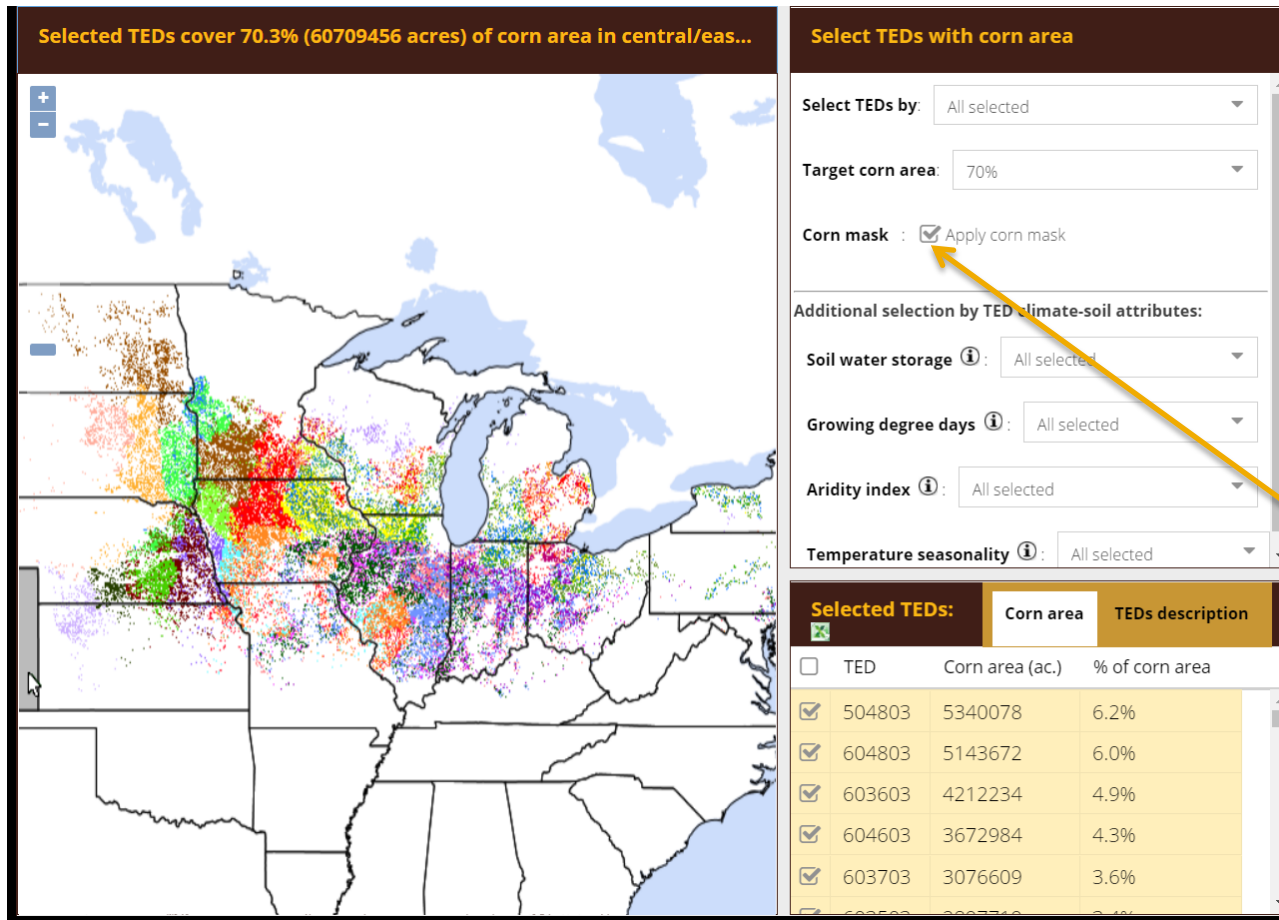 Selected TEDs cover 70.3% (60709456 acres) of corn area in central/eas...
+
−
Select TEDs with corn area
Select TEDs by: All selected
Target corn area: 70%
Corn mask : Apply corn mask
Additional selection by TED climate-soil attributes:
Soil water storage i : All selected
Growing degree days i : All selected
Aridity index i : All selected
Temperature seasonality i : All selected
Selected TEDs: Corn area TEDs description
TED Corn area (ac.) % of corn area
504803 5340078 6.2%
604803 5143672 6.0%
603603 4212234 4.9%
604603 3672984 4.3%
603703 3076609 3.6%